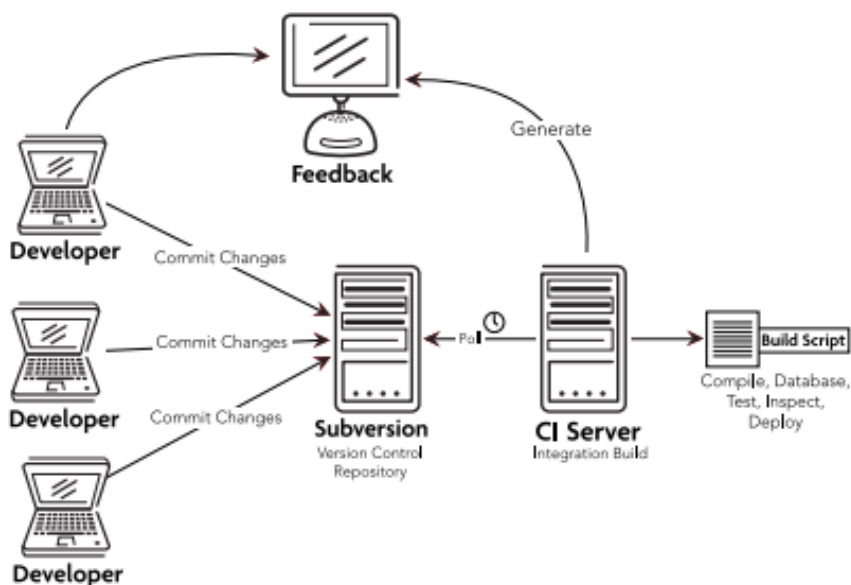 Generate
Feedback
Developer
Commit Changes
Developer
Commit Changes
Developer
Commit Changes
Subversion
Version Control
Repository
Poll
CI Server
Integration Build
Build Script
Compile, Database,
Test, Inspect,
Deploy